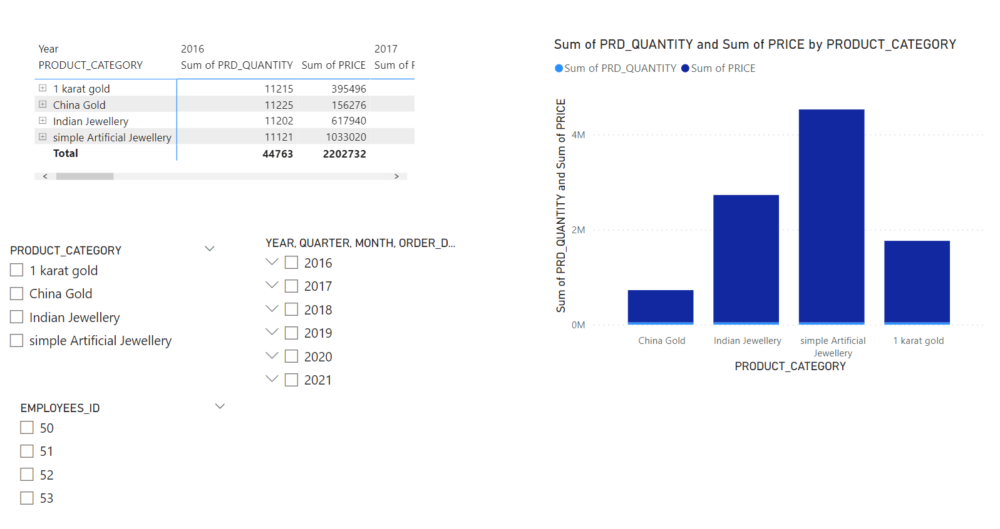 Year 2016 2017
PRODUCT_CATEGORY Sum of PRD_QUANTITY Sum of PRICE Sum of
1 karat gold 11215 395496
China Gold 11225 156276
Indian Jewellery 11202 617940
simple Artificial Jewellery 11121 1033020
Total 44763 2202732
PRODUCT_CATEGORY
1 karat gold
China Gold
Indian Jewellery
simple Artificial Jewellery
YEAR, QUARTER, MONTH, ORDER_D...
2016
2017
2018
2019
2020
2021
EMPLOYEES_ID
50
51
52
53
Sum of PRD_QUANTITY and Sum of PRICE by PRODUCT_CATEGORY
Sum of PRD_QUANTITY Sum of PRICE
Sum of PRD_QUANTITY and Sum of PRICE
4M
2M
0M
China Gold Indian Jewellery simple Artificial Jewellery 1 karat gold
PRODUCT_CATEGORY